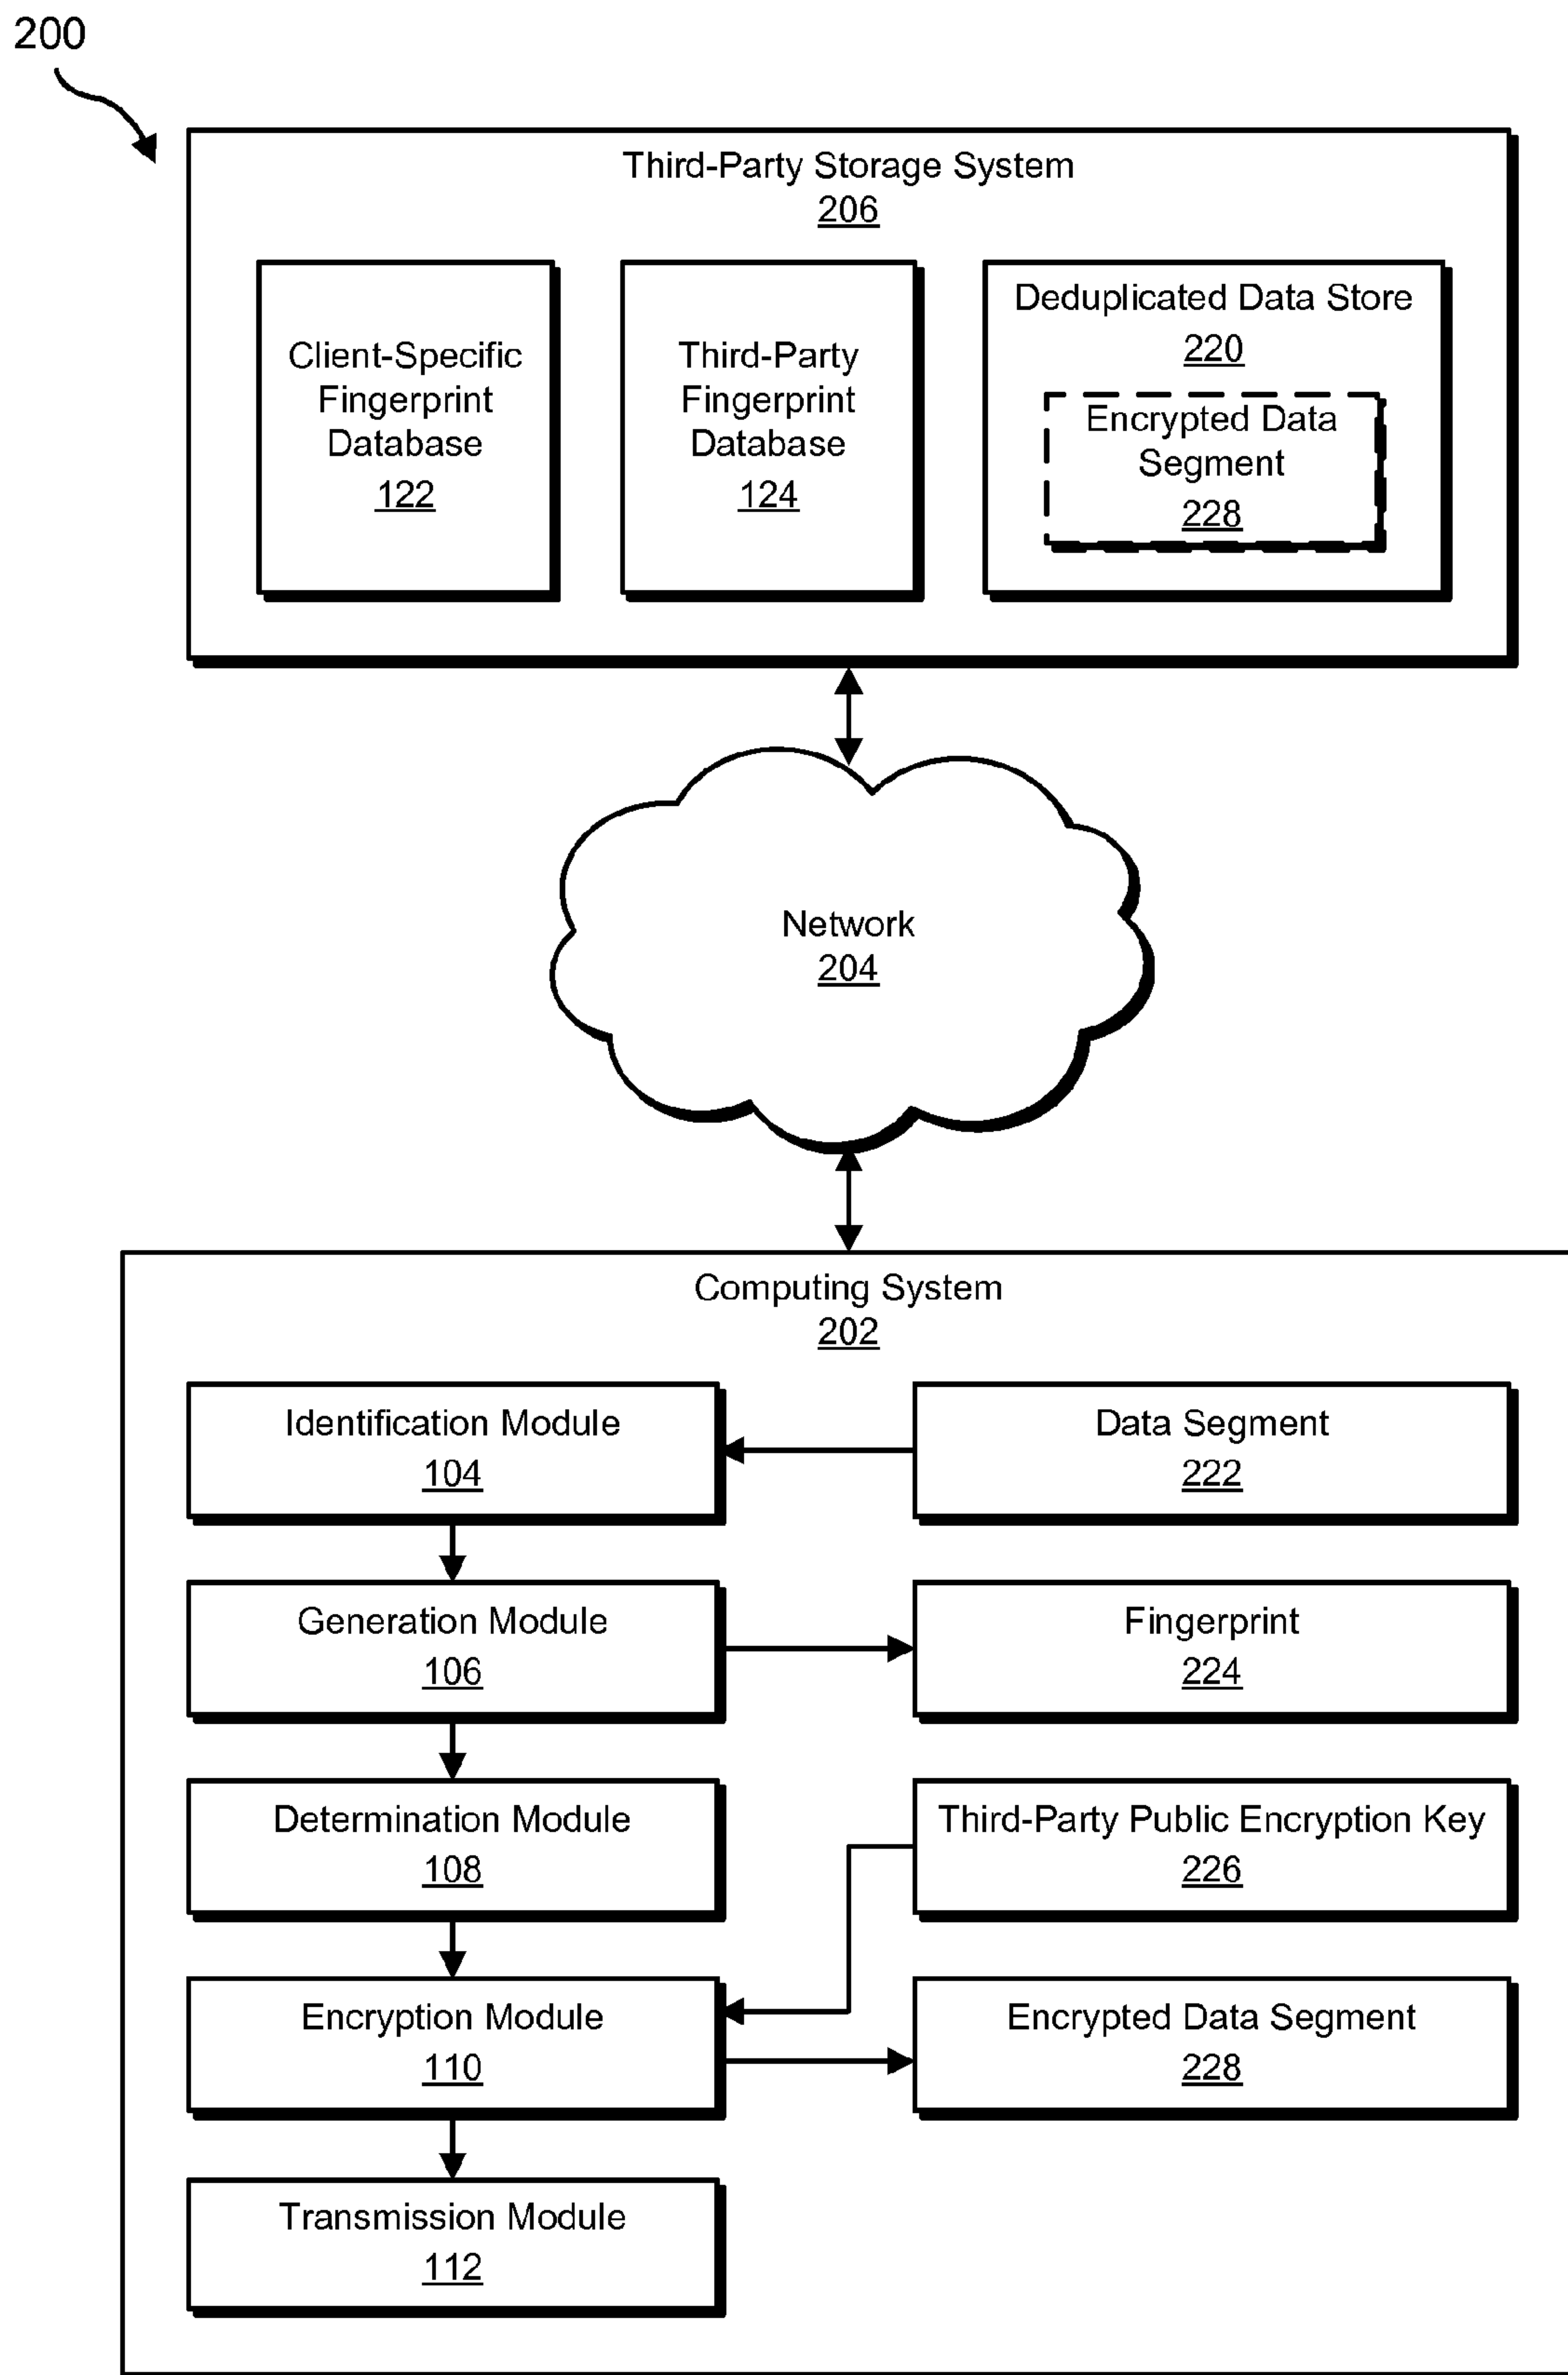 200
Third-Party Storage System
206
Client-Specific
Fingerprint
Database
122
Third-Party
Fingerprint
Database
124
Deduplicated Data Store
220
Encrypted Data
Segment
228
Network
204
Computing System
202
Identification Module
104
Data Segment
222
Generation Module
106
Fingerprint
224
Determination Module
108
Third-Party Public Encryption Key
226
Encryption Module
110
Encrypted Data Segment
228
Transmission Module
112